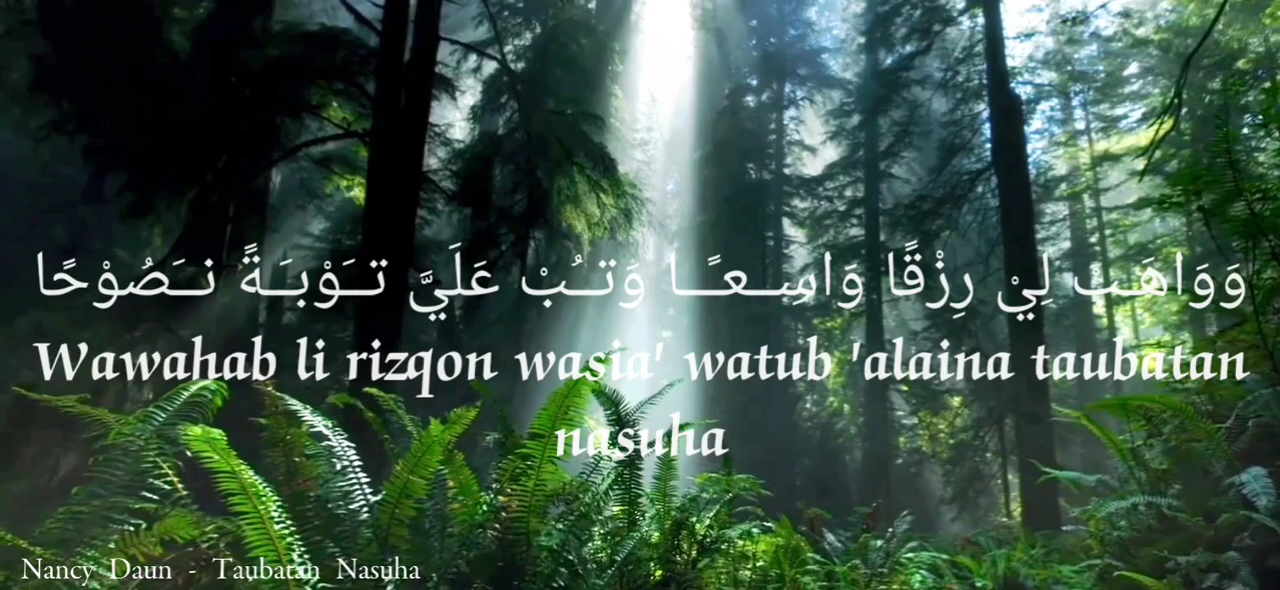 وَوَاهَبْ لِيْ رِزْقًا وَاسِعًا وَتُبْ عَلَيَّ تَوْبَةً نَصُوْحًا
Wawahab li rizqon wasia' watub 'alaina taubatan
nasuha
Nancy Daun - Taubatan Nasuha